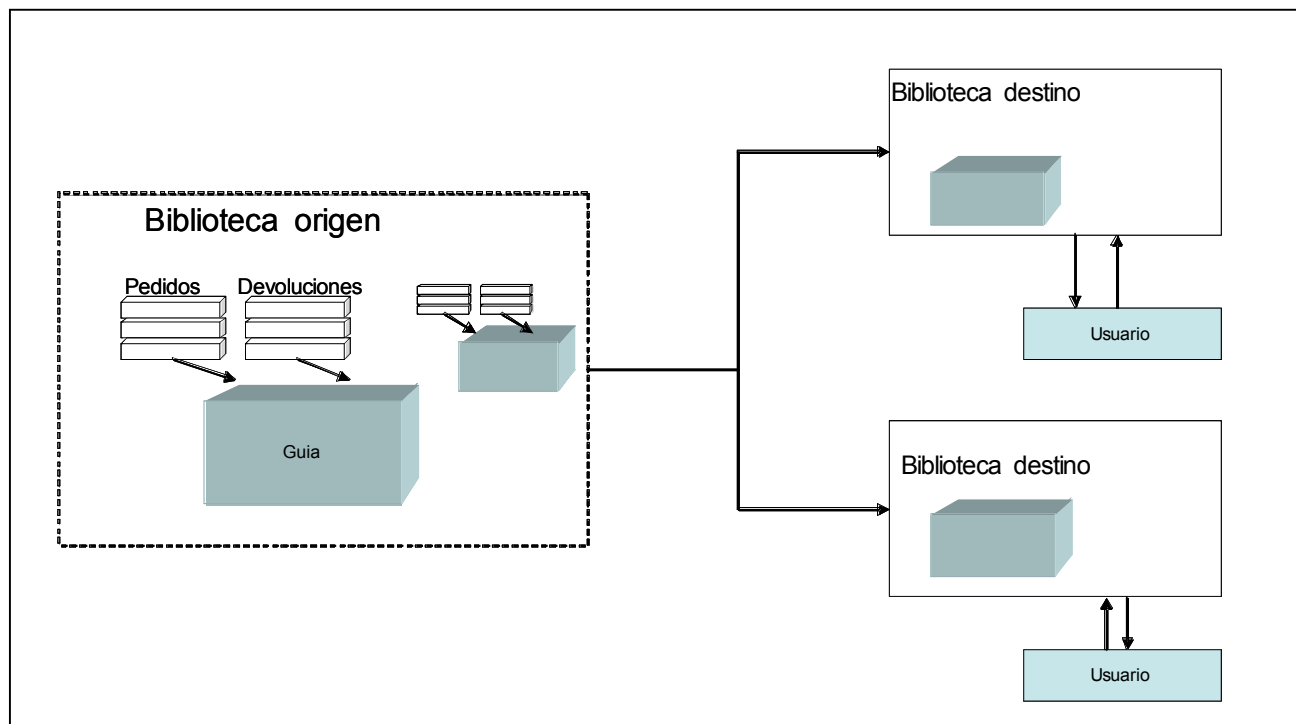 Biblioteca origen
Pedidos
Devoluciones
Guia
Biblioteca destino
Usuario
Biblioteca destino
Usuario